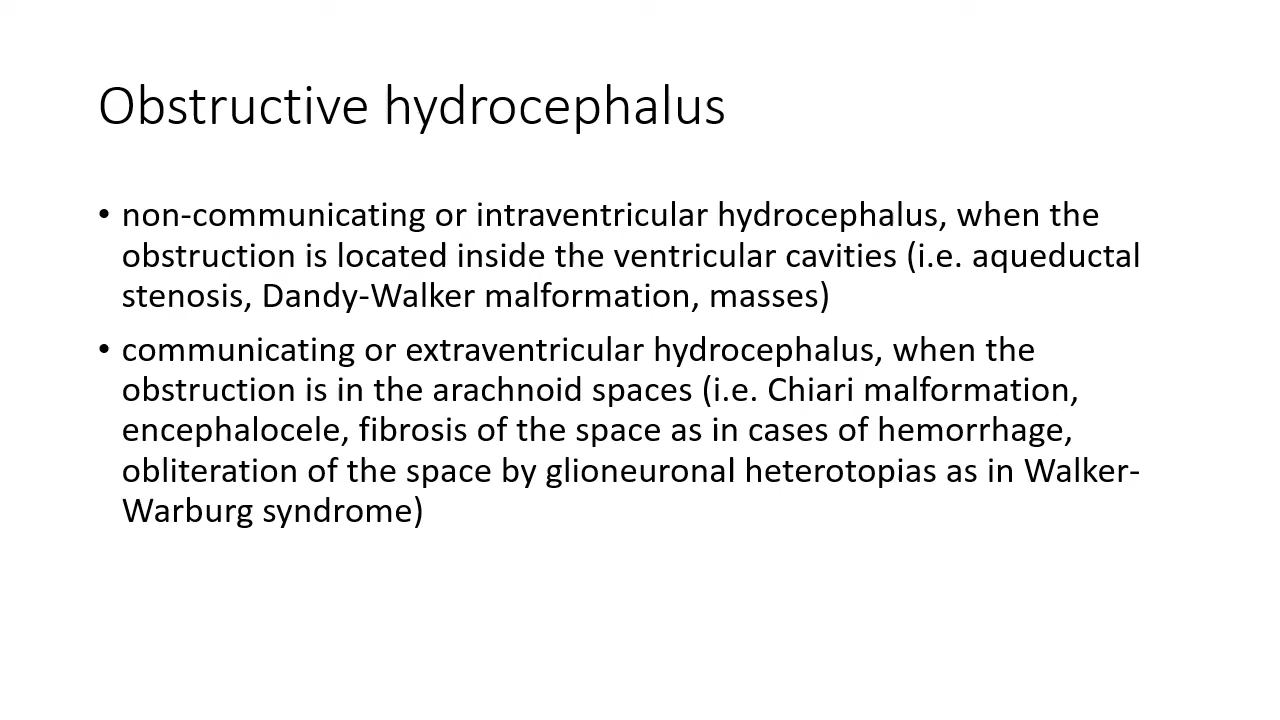 Obstructive hydrocephalus
• non-communicating or intraventricular hydrocephalus, when the
obstruction is located inside the ventricular cavities (i.e. aqueductal
stenosis, Dandy-Walker malformation, masses)
• communicating or extraventricular hydrocephalus, when the
obstruction is in the arachnoid spaces (i.e. Chiari malformation,
encephalocele, fibrosis of the space as in cases of hemorrhage,
obliteration of the space by glioneuronal heterotopias as in Walker-
Warburg syndrome)